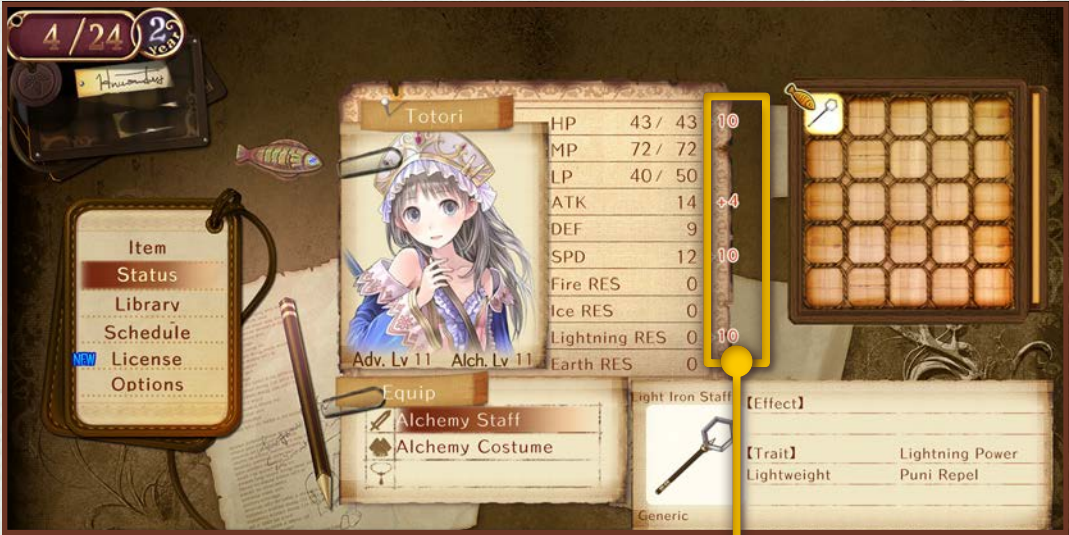 4/24 2 year
Totori
HP 43/ 43 10
MP 72/ 72
LP 40/ 50
ATK 14 +4
DEF 9
SPD 12 10
Fire RES 0
Ice RES 0
Lightning RES 0 10
Earth RES 0
Adv. Lv 11 Alch. Lv 11
Item
Status
Library
Schedule
NEW License
Options
Equip
Alchemy Staff
Alchemy Costume
Light Iron Staff
Generic
【Effect】
【Trait】 Lightning Power
Lightweight Puni Repel